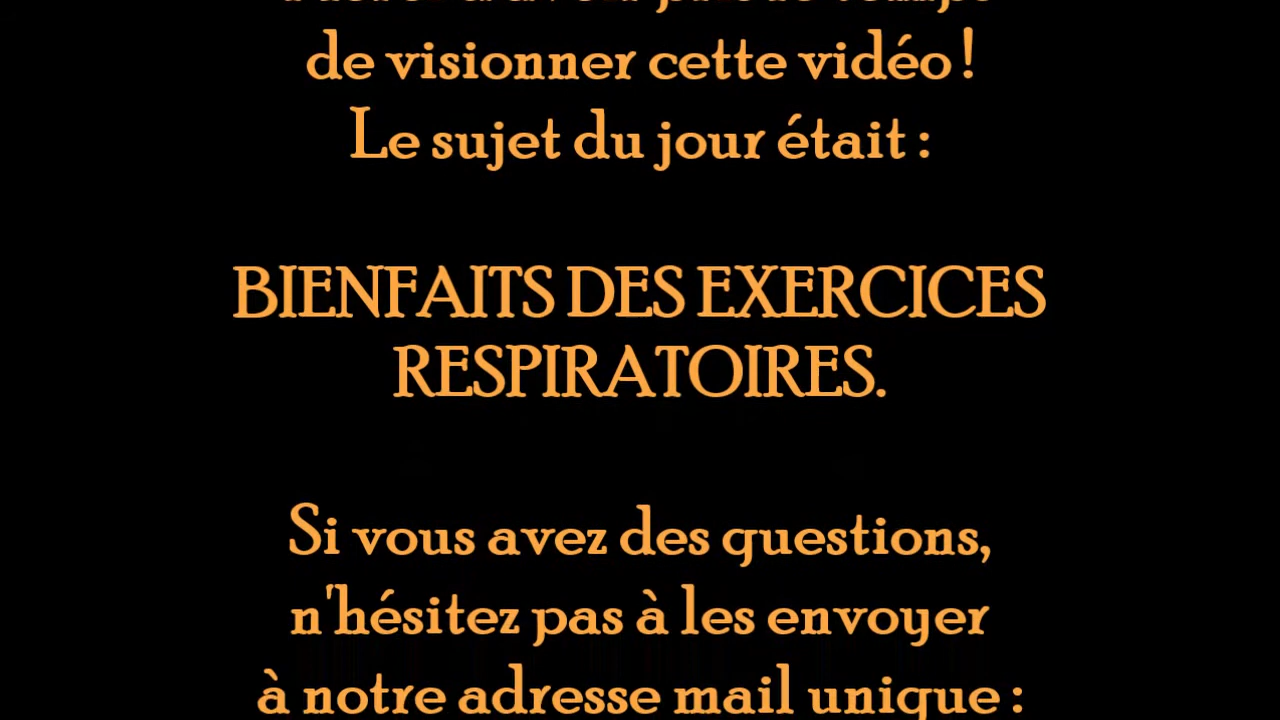 de visionner cette vidéo !
Le sujet du jour était :
BIENFAITS DES EXERCICES
RESPIRATOIRES.
Si vous avez des questions,
n'hésitez pas à les envoyer
à notre adresse mail unique :